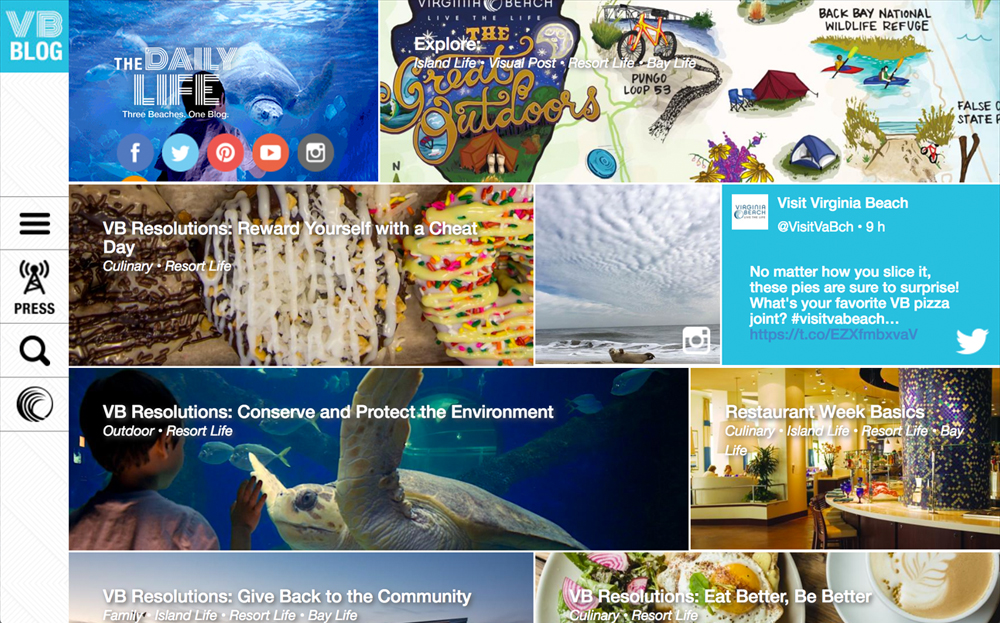 VB
BLOG
PRESS
THE DAILY
LIFE
Three Beaches. One Blog.
VIRGINIA BEACH
LIVE THE LIFE
THE
Great
Outdoors
Explore:
Island Life • Visual Post • Resort Life • Bay Life
PUNGO
LOOP 53
BACK BAY NATIONAL
WILDLIFE REFUGE
FALSE C
STATE P
N
VB Resolutions: Reward Yourself with a Cheat
Day
Culinary • Resort Life
VIRGINIA
BEACH
LIVE THE LIFE
Visit Virginia Beach
@VisitVaBch • 9 h
No matter how you slice it,
these pies are sure to surprise!
What's your favorite VB pizza
joint? #visitvabeach…
https://t.co/EZXfmbxvaV
VB Resolutions: Conserve and Protect the Environment
Outdoor • Resort Life
Restaurant Week Basics
Culinary • Island Life • Resort Life • Bay
Life
VB Resolutions: Give Back to the Community
Family • Island Life • Resort Life • Bay Life
VB Resolutions: Eat Better, Be Better
Culinary • Resort Life